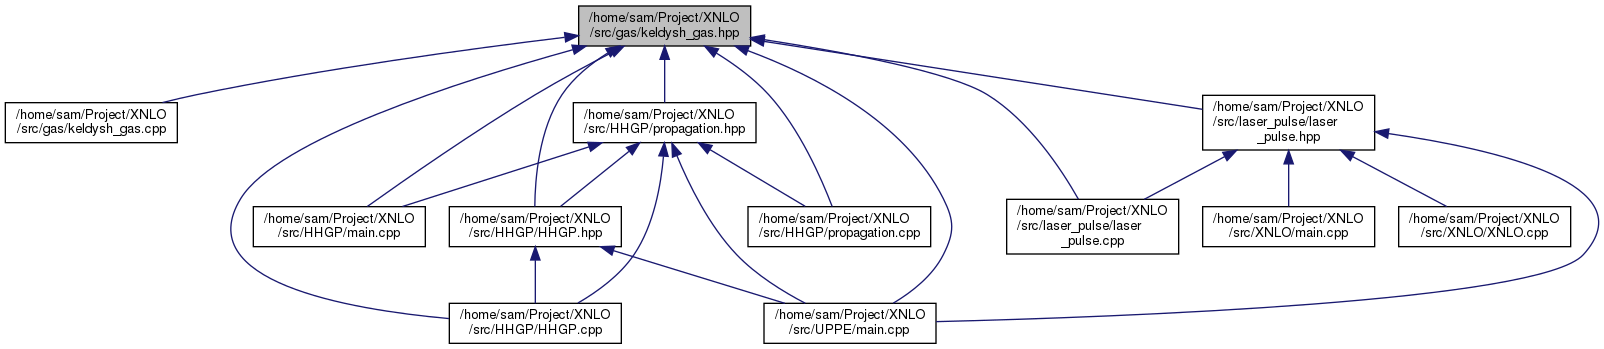 /home/sam/Project/XNLO
/src/gas/keldysh_gas.hpp
/home/sam/Project/XNLO
/src/gas/keldysh_gas.cpp
/home/sam/Project/XNLO
/src/HHGP/propagation.hpp
/home/sam/Project/XNLO
/src/laser_pulse/laser
_pulse.hpp
/home/sam/Project/XNLO
/src/HHGP/main.cpp
/home/sam/Project/XNLO
/src/HHGP/HHGP.hpp
/home/sam/Project/XNLO
/src/HHGP/propagation.cpp
/home/sam/Project/XNLO
/src/laser_pulse/laser
_pulse.cpp
/home/sam/Project/XNLO
/src/XNLO/main.cpp
/home/sam/Project/XNLO
/src/XNLO/XNLO.cpp
/home/sam/Project/XNLO
/src/HHGP/HHGP.cpp
/home/sam/Project/XNLO
/src/UPPE/main.cpp